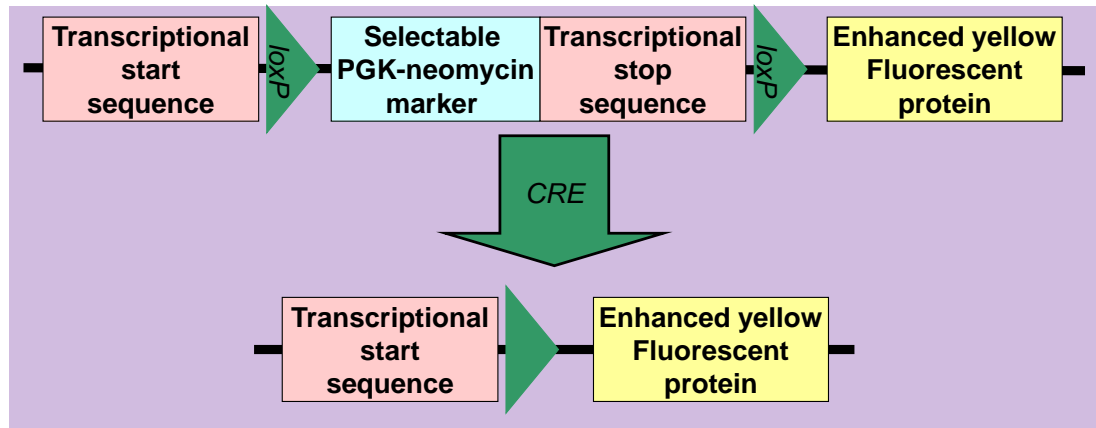 Transcriptional
start
sequence
loxP
Selectable
PGK-neomycin
marker
Transcriptional
stop
sequence
loxP
Enhanced yellow
Fluorescent
protein
CRE
Transcriptional
start
sequence
Enhanced yellow
Fluorescent
protein